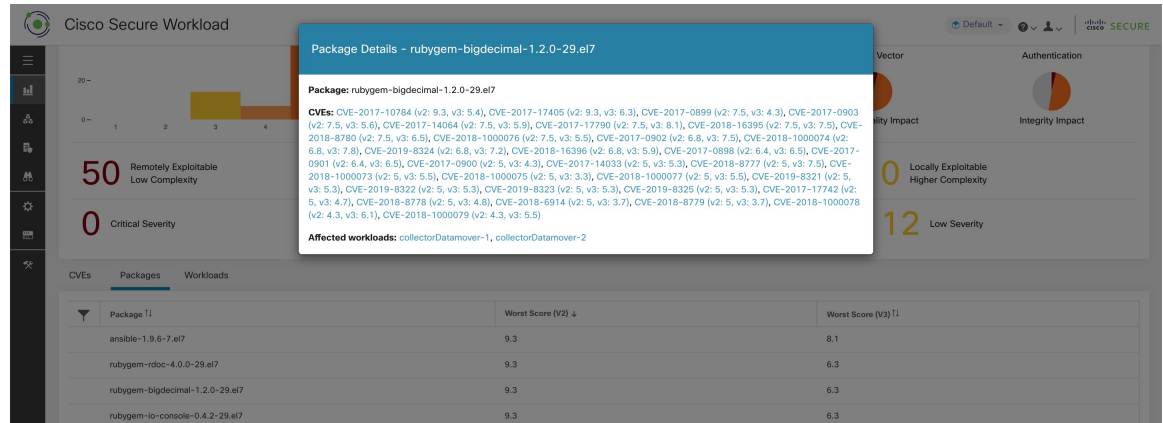 Cisco Secure Workload
Default
CISCO SECURE
Package Details - rubygem-bigdecimal-1.2.0-29.el7
Vector
Authentication
Package: rubygem-bigdecimal-1.2.0-29.el7
CVEs: CVE-2017-10784 (v2: 9.3, v3: 5.4), CVE-2017-17405 (v2: 9.3, v3: 6.3), CVE-2017-0899 (v2: 7.5, v3: 4.3), CVE-2017-0903
(v2: 7.5, v3: 5.6), CVE-2017-14064 (v2: 7.5, v3: 5.9), CVE-2017-17790 (v2: 7.5, v3: 8.1), CVE-2018-16395 (v2: 7.5, v3: 7.5), CVE-
2018-8780 (v2: 7.5, v3: 6.5), CVE-2018-1000076 (v2: 7.5, v3: 5.5), CVE-2017-0902 (v2: 6.8, v3: 7.5), CVE-2018-1000074 (v2:
6.8, v3: 7.8), CVE-2019-8324 (v2: 6.8, v3: 7.2), CVE-2018-16396 (v2: 6.8, v3: 5.9), CVE-2017-0898 (v2: 6.4, v3: 6.5), CVE-2017-
0901 (v2: 6.4, v3: 6.5), CVE-2017-0900 (v2: 5, v3: 4.3), CVE-2017-14033 (v2: 5, v3: 5.3), CVE-2018-8777 (v2: 5, v3: 7.5), CVE-
2018-1000073 (v2: 5, v3: 5.5), CVE-2018-1000075 (v2: 5, v3: 3.3), CVE-2018-1000077 (v2: 5, v3: 5.5), CVE-2019-8321 (v2: 5,
v3: 5.3), CVE-2019-8322 (v2: 5, v3: 5.3), CVE-2019-8323 (v2: 5, v3: 5.3), CVE-2019-8325 (v2: 5, v3: 5.3), CVE-2017-17742 (v2:
5, v3: 4.7), CVE-2018-8778 (v2: 5, v3: 4.8), CVE-2018-6914 (v2: 5, v3: 3.7), CVE-2018-8779 (v2: 5, v3: 3.7), CVE-2018-1000078
(v2: 4.3, v3: 6.1), CVE-2018-1000079 (v2: 4.3, v3: 5.5)
Affected workloads: collectorDatamover-1, collectorDatamover-2
20
0
1 2 3 4
ality Impact
Integrity Impact
50 Remotely Exploitable
Low Complexity
0 Locally Exploitable
Higher Complexity
0 Critical Severity
12 Low Severity
CVEs Packages Workloads
Package Worst Score (V2) Worst Score (V3)
ansible-1.9.6-7.el7 9.3 8.1
rubygem-rdoc-4.0.0-29.el7 9.3 6.3
rubygem-bigdecimal-1.2.0-29.el7 9.3 6.3
rubygem-io-console-0.4.2-29.el7 9.3 6.3